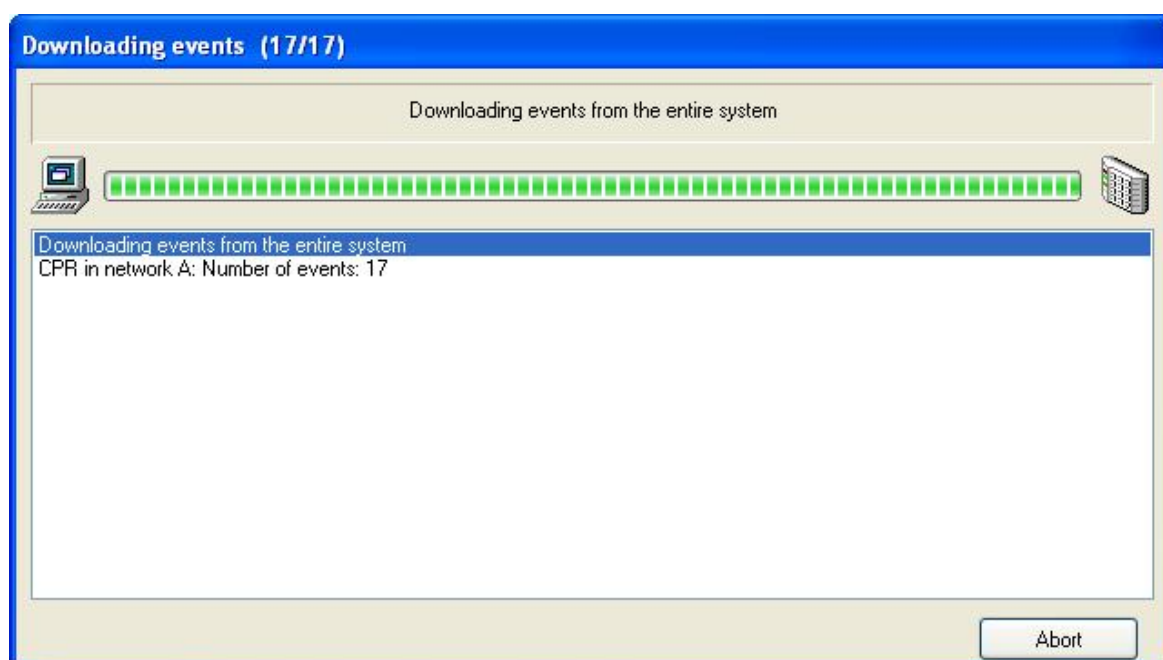 Downloading events (17/17)
Downloading events from the entire system
Downloading events from the entire system
CPR in network A: Number of events: 17
Abort